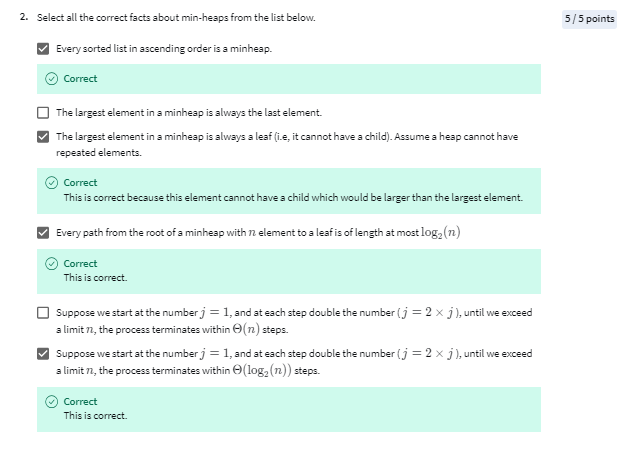 2. Select all the correct facts about min-heaps from the list below.
5 / 5 points
Every sorted list in ascending order is a minheap.
Correct
The largest element in a minheap is always the last element.
The largest element in a minheap is always a leaf (i.e, it cannot have a child). Assume a heap cannot have
repeated elements.
Correct
This is correct because this element cannot have a child which would be larger than the largest element.
Every path from the root of a minheap with n element to a leaf is of length at most log₂(n)
Correct
This is correct.
Suppose we start at the number j = 1, and at each step double the number (j = 2 × j), until we exceed
a limit n, the process terminates within Θ(n) steps.
Suppose we start at the number j = 1, and at each step double the number (j = 2 × j), until we exceed
a limit n, the process terminates within Θ(log₂(n)) steps.
Correct
This is correct.